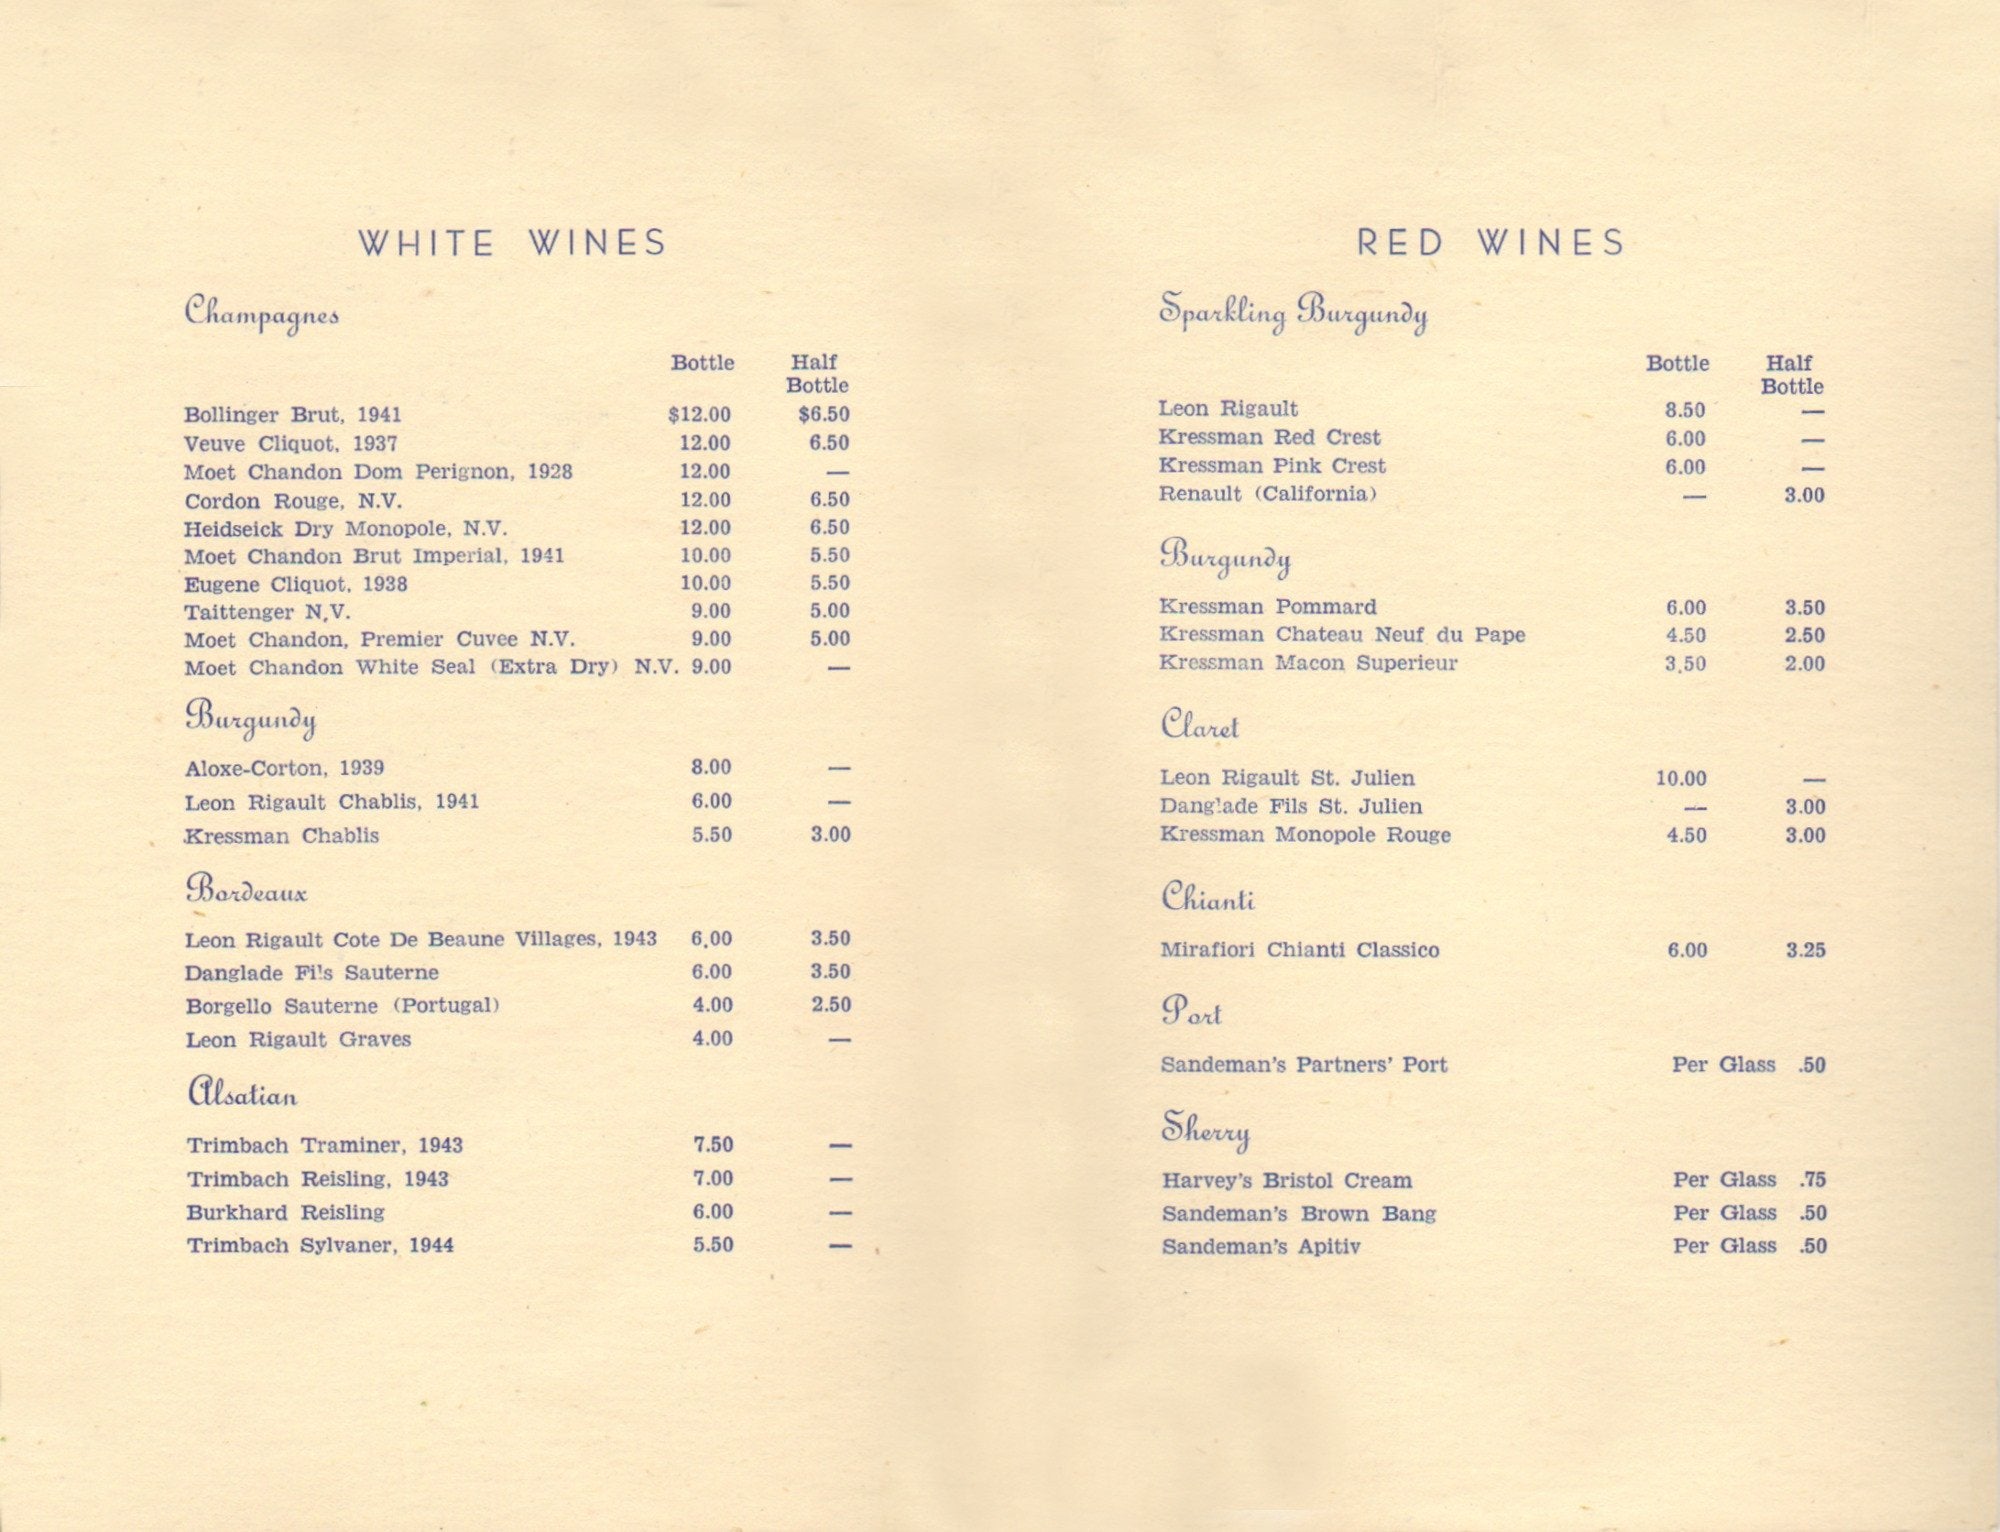 WHITE WINES
Champagnes
Bottle Half
Bottle
Bollinger Brut, 1941 $12.00 $6.50
Veuve Cliquot, 1937 12.00 6.50
Moet Chandon Dom Perignon, 1928 12.00 —
Cordon Rouge, N.V. 12.00 6.50
Heidseick Dry Monopole, N.V. 12.00 6.50
Moet Chandon Brut Imperial, 1941 10.00 5.50
Eugene Cliquot, 1938 10.00 5.50
Taittenger N.V. 9.00 5.00
Moet Chandon, Premier Cuvee N.V. 9.00 5.00
Moet Chandon White Seal (Extra Dry) N.V. 9.00 —
Burgundy
Aloxe-Corton, 1939 8.00 —
Leon Rigault Chablis, 1941 6.00 —
Kressman Chablis 5.50 3.00
Bordeaux
Leon Rigault Cote De Beaune Villages, 1943 6.00 3.50
Danglade Fils Sauterne 6.00 3.50
Borgello Sauterne (Portugal) 4.00 2.50
Leon Rigault Graves 4.00 —
Alsatian
Trimbach Traminer, 1943 7.50 —
Trimbach Reisling, 1943 7.00 —
Burkhard Reisling 6.00 —
Trimbach Sylvaner, 1944 5.50 —
RED WINES
Sparkling Burgundy
Bottle Half
Bottle
Leon Rigault 8.50 —
Kressman Red Crest 6.00 —
Kressman Pink Crest 6.00 —
Renault (California) — 3.00
Burgundy
Kressman Pommard 6.00 3.50
Kressman Chateau Neuf du Pape 4.50 2.50
Kressman Macon Superieur 3.50 2.00
Claret
Leon Rigault St. Julien 10.00 —
Danglade Fils St. Julien — 3.00
Kressman Monopole Rouge 4.50 3.00
Chianti
Mirafiori Chianti Classico 6.00 3.25
Port
Sandeman's Partners' Port Per Glass .50
Sherry
Harvey's Bristol Cream Per Glass .75
Sandeman's Brown Bang Per Glass .50
Sandeman's Apitiv Per Glass .50